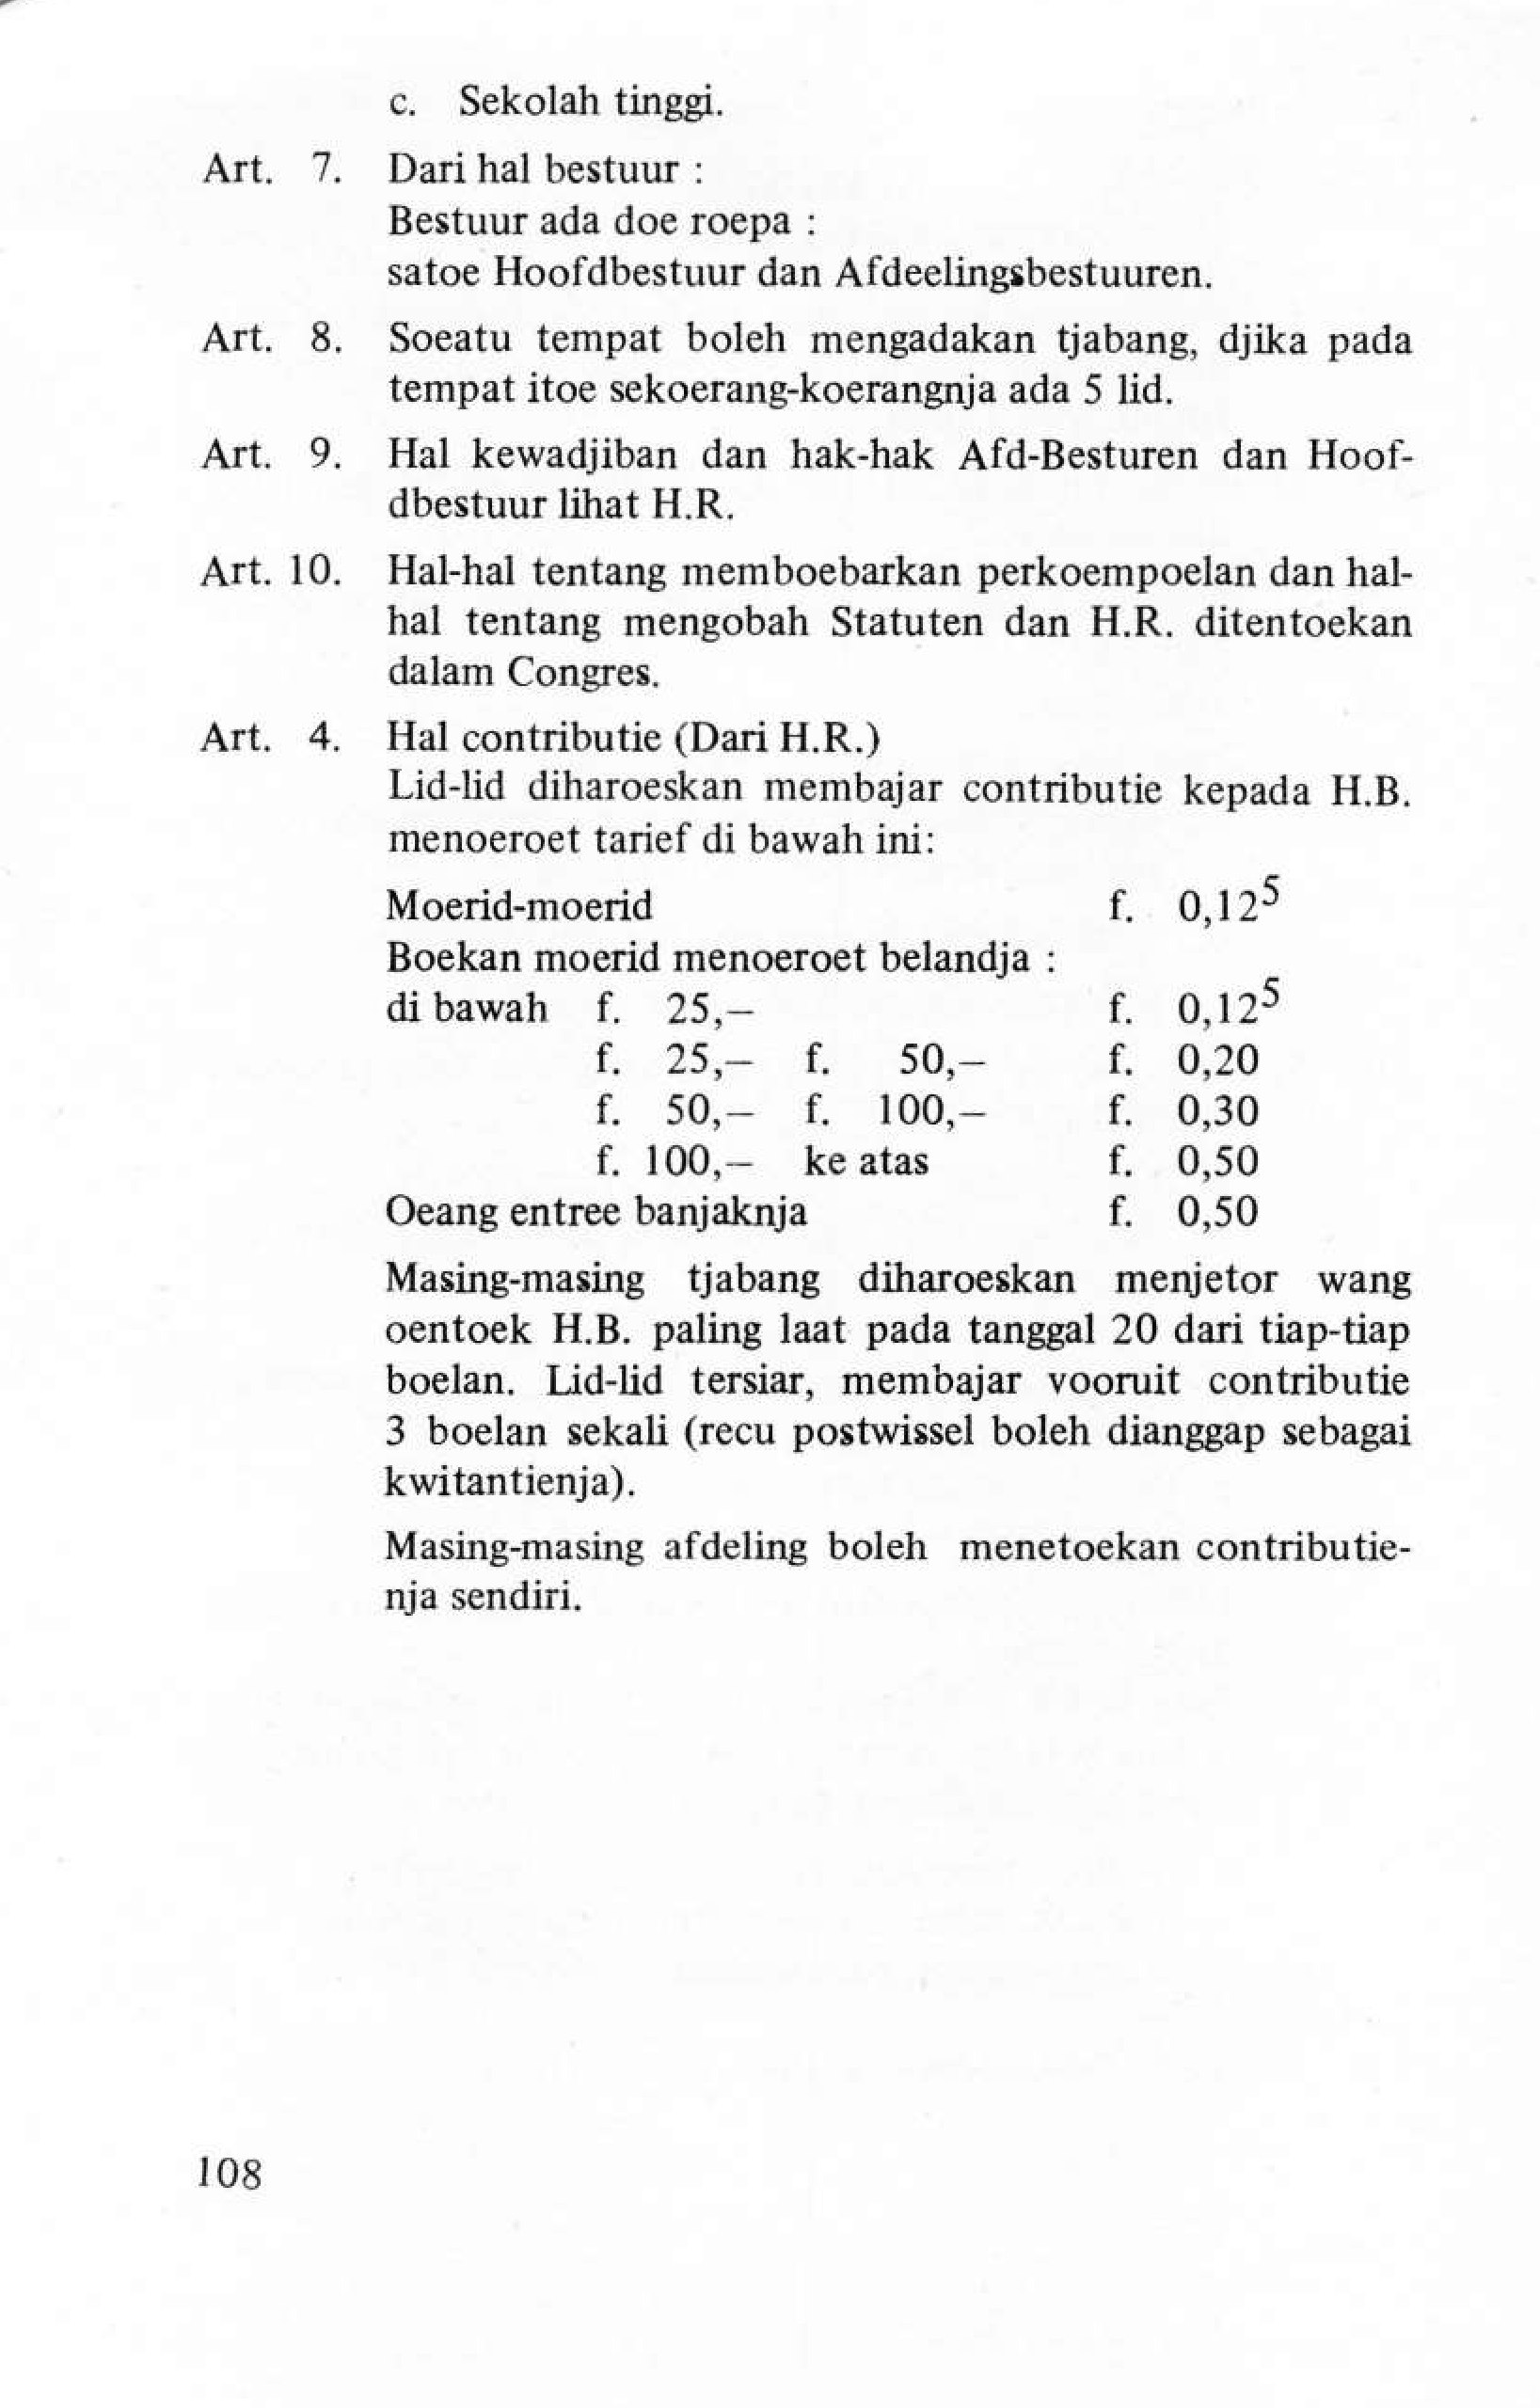 c. Sekolah tinggi.
Art. 7. Dari hal bestuur :
Bestuur ada doe roepa :
satoe Hoofdbestuur dan Afdeelingsbestuuren.
Art. 8. Soeatu tempat boleh mengadakan tjabang, djika pada
tempat itoe sekoerang-koerangnja ada 5 lid.
Art. 9. Hal kewadjiban dan hak-hak Afd-Besturen dan Hoof-
dbestuur lihat H.R.
Art. 10. Hal-hal tentang memboebarkan perkoempoelan dan hal-
hal tentang mengobah Statuten dan H.R. ditentoekan
dalam Congres.
Art. 4. Hal contributie (Dari H.R.)
Lid-lid diharoeskan membajar contributie kepada H.B.
menoeroet tarief di bawah ini:
Moerid-moerid f. 0,12⁵
Boekan moerid menoeroet belandja :
di bawah f. 25,– f. 0,12⁵
f. 25,– f. 50,– f. 0,20
f. 50,– f. 100,– f. 0,30
f. 100,– ke atas f. 0,50
Oeang entree banjaknja f. 0,50
Masing-masing tjabang diharoeskan menjetor wang
oentoek H.B. paling laat pada tanggal 20 dari tiap-tiap
boelan. Lid-lid tersiar, membajar vooruit contributie
3 boelan sekali (recu postwissel boleh dianggap sebagai
kwitantienja).
Masing-masing afdeling boleh menetoekan contributie-
nja sendiri.
108